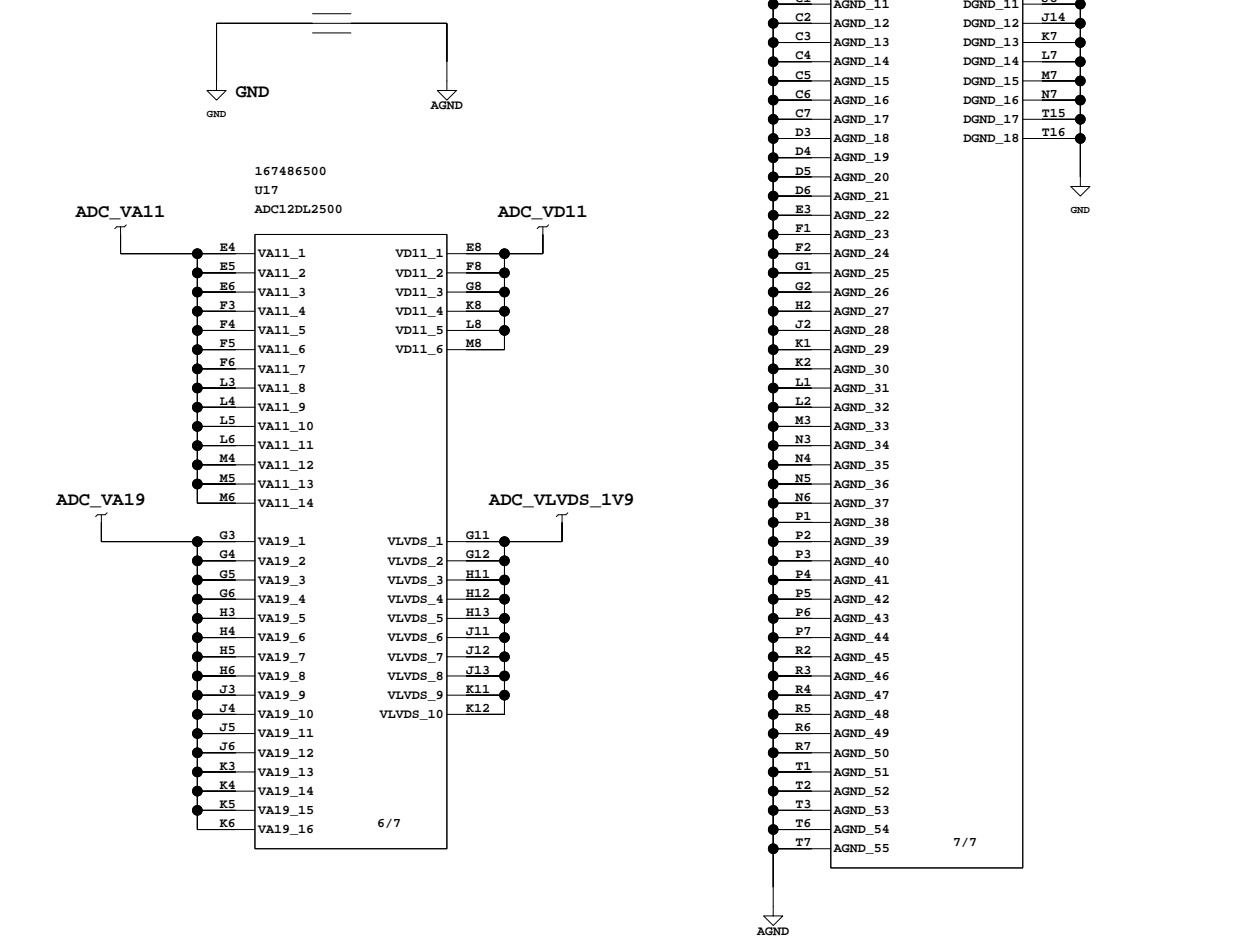 GND
GND
AGND
167486500
U17
ADC12DL2500
ADC_VA11
ADC_VD11
E4 VA11_1 VD11_1 E8
E5 VA11_2 VD11_2 F8
E6 VA11_3 VD11_3 G8
F3 VA11_4 VD11_4 K8
F4 VA11_5 VD11_5 L8
F5 VA11_6 VD11_6 M8
F6 VA11_7
L3 VA11_8
L4 VA11_9
L5 VA11_10
L6 VA11_11
M4 VA11_12
M5 VA11_13
M6 VA11_14
ADC_VA19
ADC_VLVDS_1V9
G3 VA19_1 VLVDS_1 G11
G4 VA19_2 VLVDS_2 G12
G5 VA19_3 VLVDS_3 H11
G6 VA19_4 VLVDS_4 H12
H3 VA19_5 VLVDS_5 H13
H4 VA19_6 VLVDS_6 J11
H5 VA19_7 VLVDS_7 J12
H6 VA19_8 VLVDS_8 J13
J3 VA19_9 VLVDS_9 K11
J4 VA19_10 VLVDS_10 K12
J5 VA19_11
J6 VA19_12
K3 VA19_13
K4 VA19_14
K5 VA19_15
K6 VA19_16
6/7
AGND_11 DGND_11
C2 AGND_12 DGND_12 J14
C3 AGND_13 DGND_13 K7
C4 AGND_14 DGND_14 L7
C5 AGND_15 DGND_15 M7
C6 AGND_16 DGND_16 N7
C7 AGND_17 DGND_17 T15
D3 AGND_18 DGND_18 T16
D4 AGND_19
D5 AGND_20
D6 AGND_21
GND
E3 AGND_22
F1 AGND_23
F2 AGND_24
G1 AGND_25
G2 AGND_26
H2 AGND_27
J2 AGND_28
K1 AGND_29
K2 AGND_30
L1 AGND_31
L2 AGND_32
M3 AGND_33
N3 AGND_34
N4 AGND_35
N5 AGND_36
N6 AGND_37
P1 AGND_38
P2 AGND_39
P3 AGND_40
P4 AGND_41
P5 AGND_42
P6 AGND_43
P7 AGND_44
R2 AGND_45
R3 AGND_46
R4 AGND_47
R5 AGND_48
R6 AGND_49
R7 AGND_50
T1 AGND_51
T2 AGND_52
T3 AGND_53
T6 AGND_54
T7 AGND_55
7/7
AGND